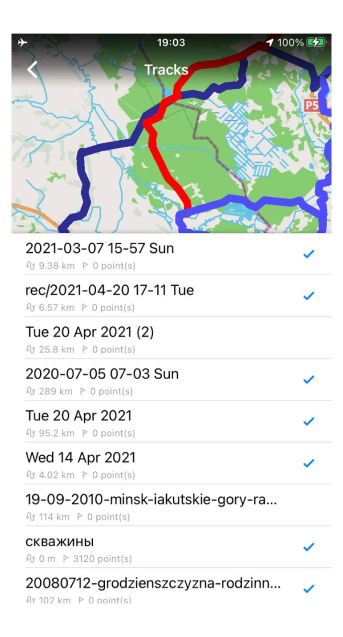 19:03
100%
Tracks
P5
2021-03-07 15-57 Sun
9.38 km 0 point(s)
rec/2021-04-20 17-11 Tue
6.57 km 0 point(s)
Tue 20 Apr 2021 (2)
25.8 km 0 point(s)
2020-07-05 07-03 Sun
289 km 0 point(s)
Tue 20 Apr 2021
95.2 km 0 point(s)
Wed 14 Apr 2021
4.02 km 0 point(s)
19-09-2010-minsk-iakutskie-gory-ra...
114 km 0 point(s)
скважины
0 m 3120 point(s)
20080712-grodzienszczyzna-rodzinn...
102 km 0 point(s)